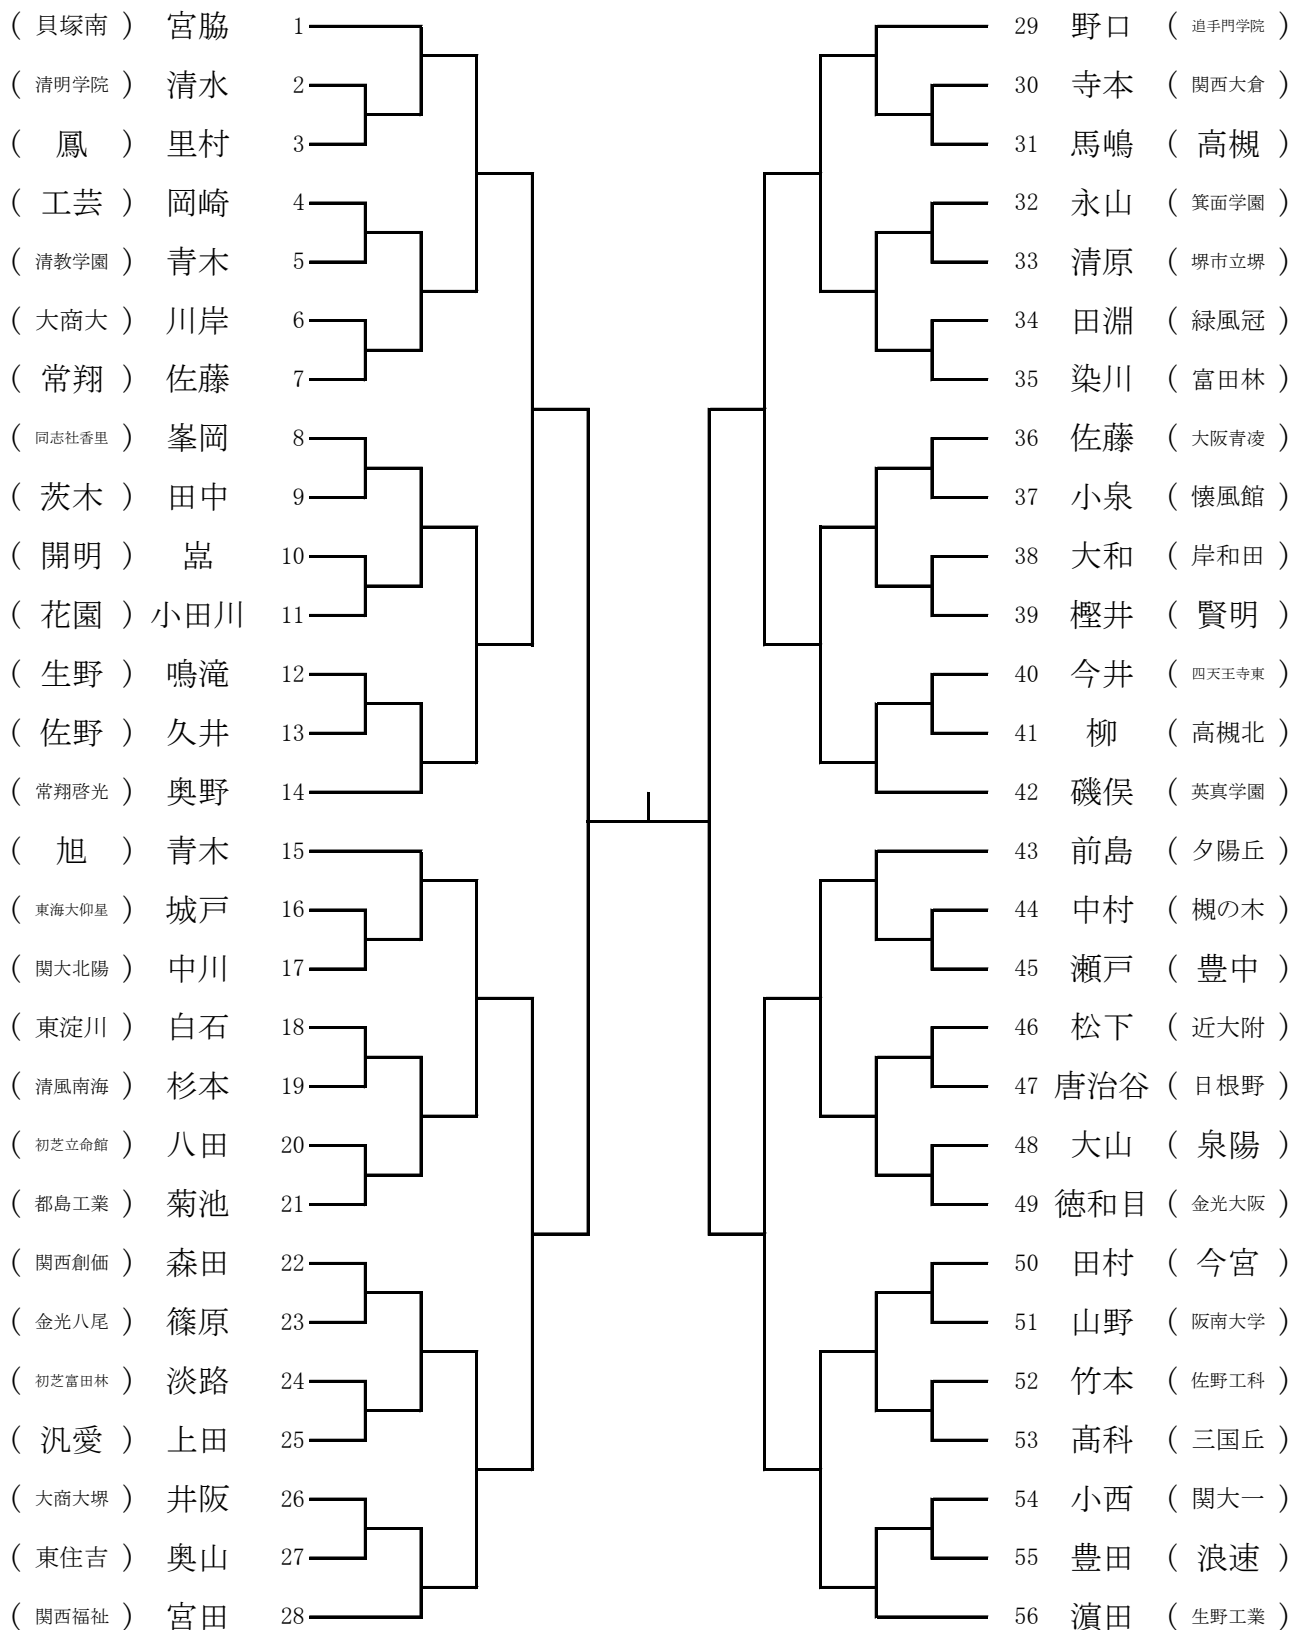 （ 貝塚南 ） 宮脇 1
（ 清明学院 ） 清水 2
（ 鳳 ） 里村 3
（ 工芸 ） 岡崎 4
（ 清教学園 ） 青木 5
（ 大商大 ） 川岸 6
（ 常翔 ） 佐藤 7
（ 同志社香里 ） 峯岡 8
（ 茨木 ） 田中 9
（ 開明 ） 嵓 10
（ 花園 ） 小田川 11
（ 生野 ） 鳴滝 12
（ 佐野 ） 久井 13
（ 常翔啓光 ） 奥野 14
（ 旭 ） 青木 15
（ 東海大仰星 ） 城戸 16
（ 関大北陽 ） 中川 17
（ 東淀川 ） 白石 18
（ 清風南海 ） 杉本 19
（ 初芝立命館 ） 八田 20
（ 都島工業 ） 菊池 21
（ 関西創価 ） 森田 22
（ 金光八尾 ） 篠原 23
（ 初芝富田林 ） 淡路 24
（ 汎愛 ） 上田 25
（ 大商大堺 ） 井阪 26
（ 東住吉 ） 奥山 27
（ 関西福祉 ） 宮田 28
29 野口 （ 追手門学院 ）
30 寺本 （ 関西大倉 ）
31 馬嶋 （ 高槻 ）
32 永山 （ 箕面学園 ）
33 清原 （ 堺市立堺 ）
34 田淵 （ 緑風冠 ）
35 染川 （ 富田林 ）
36 佐藤 （ 大阪青凌 ）
37 小泉 （ 懐風館 ）
38 大和 （ 岸和田 ）
39 樫井 （ 賢明 ）
40 今井 （ 四天王寺東 ）
41 柳 （ 高槻北 ）
42 磯俣 （ 英真学園 ）
43 前島 （ 夕陽丘 ）
44 中村 （ 槻の木 ）
45 瀬戸 （ 豊中 ）
46 松下 （ 近大附 ）
47 唐治谷 （ 日根野 ）
48 大山 （ 泉陽 ）
49 徳和目 （ 金光大阪 ）
50 田村 （ 今宮 ）
51 山野 （ 阪南大学 ）
52 竹本 （ 佐野工科 ）
53 髙科 （ 三国丘 ）
54 小西 （ 関大一 ）
55 豊田 （ 浪速 ）
56 濵田 （ 生野工業 ）